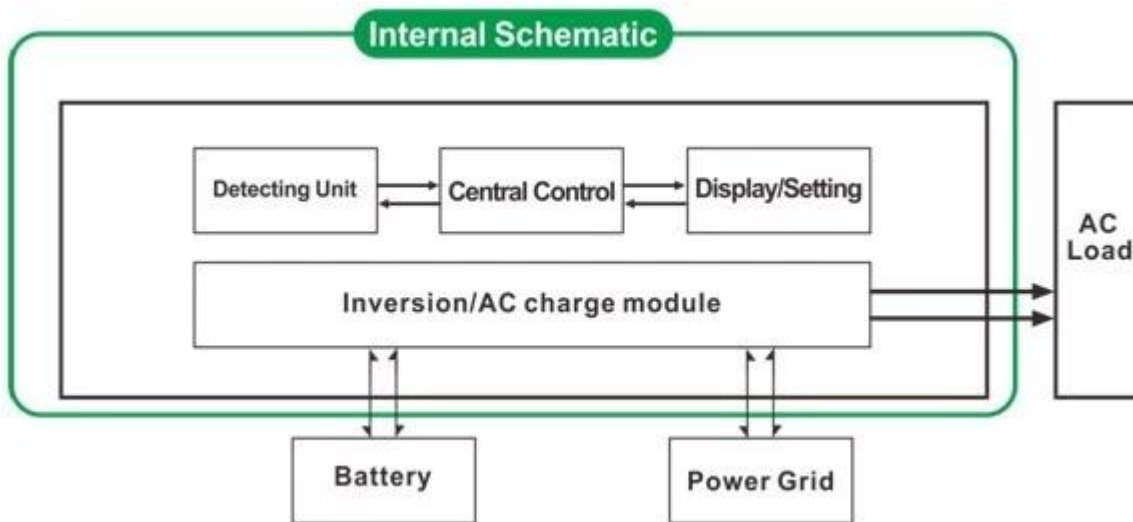 Internal Schematic
Detecting Unit
Central Control
Display/Setting
AC
Load
Inversion/AC charge module
Battery
Power Grid